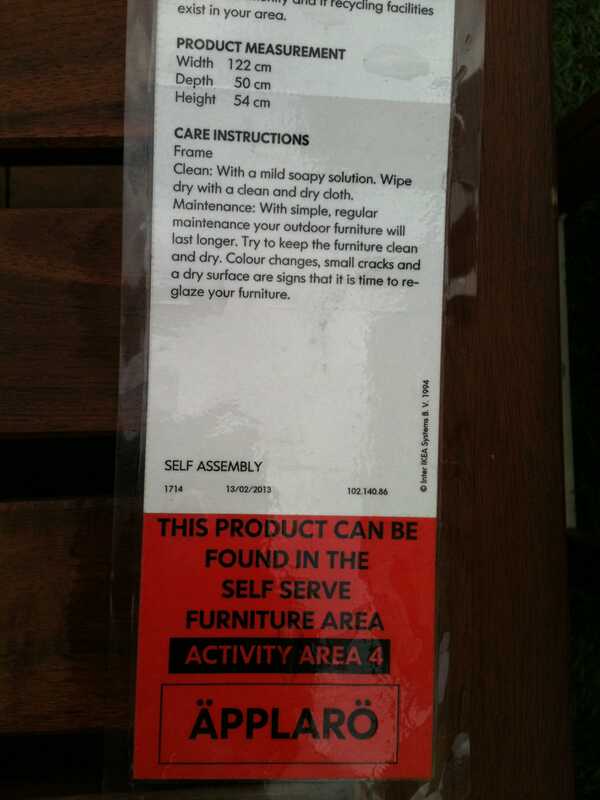 and if recycling facilities
exist in your area.
PRODUCT MEASUREMENT
Width 122 cm
Depth 50 cm
Height 54 cm
CARE INSTRUCTIONS
Frame
Clean: With a mild soapy solution. Wipe
dry with a clean and dry cloth.
Maintenance: With simple, regular
maintenance your outdoor furniture will
last longer. Try to keep the furniture clean
and dry. Colour changes, small cracks and
a dry surface are signs that it is time to re-
glaze your furniture.
© Inter IKEA Systems B. V. 1994
SELF ASSEMBLY
1714 13/02/2013 102.140.86
THIS PRODUCT CAN BE
FOUND IN THE
SELF SERVE
FURNITURE AREA
ACTIVITY AREA 4
ÄPPLARÖ